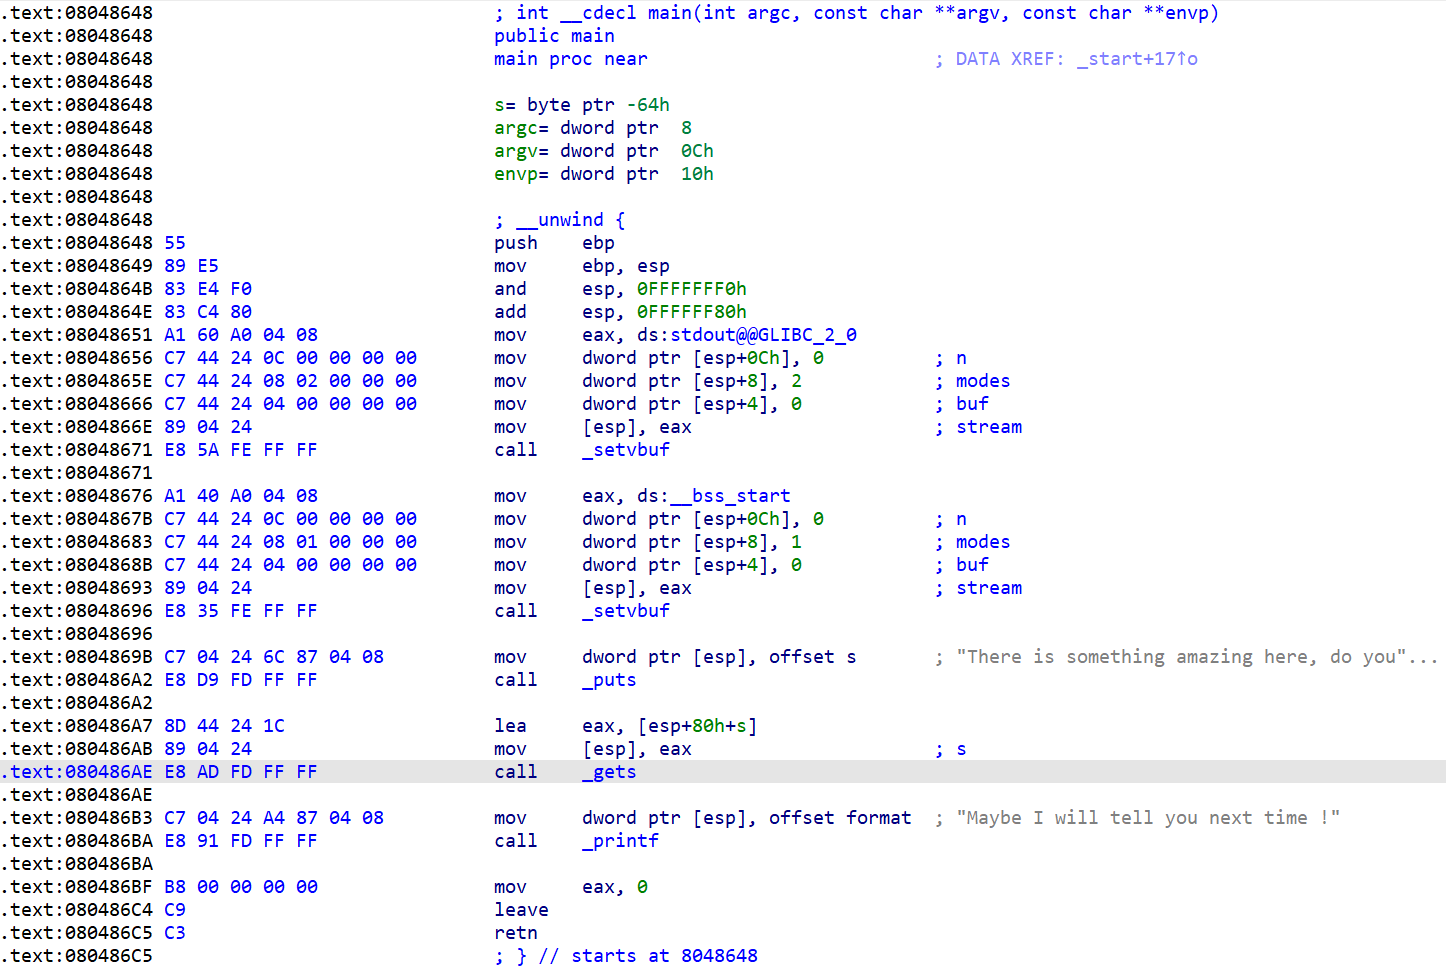 .text:08048648 ; int __cdecl main(int argc, const char **argv, const char **envp)
.text:08048648 public main
.text:08048648 main proc near ; DATA XREF: _start+17↑o
.text:08048648
.text:08048648 s= byte ptr -64h
.text:08048648 argc= dword ptr 8
.text:08048648 argv= dword ptr 0Ch
.text:08048648 envp= dword ptr 10h
.text:08048648
.text:08048648 ; __unwind {
.text:08048648 55 push ebp
.text:08048649 89 E5 mov ebp, esp
.text:0804864B 83 E4 F0 and esp, 0FFFFFFF0h
.text:0804864E 83 C4 80 add esp, 0FFFFFF80h
.text:08048651 A1 60 A0 04 08 mov eax, ds:stdout@@GLIBC_2_0
.text:08048656 C7 44 24 0C 00 00 00 00 mov dword ptr [esp+0Ch], 0 ; n
.text:0804865E C7 44 24 08 02 00 00 00 mov dword ptr [esp+8], 2 ; modes
.text:08048666 C7 44 24 04 00 00 00 00 mov dword ptr [esp+4], 0 ; buf
.text:0804866E 89 04 24 mov [esp], eax ; stream
.text:08048671 E8 5A FE FF FF call _setvbuf
.text:08048671
.text:08048676 A1 40 A0 04 08 mov eax, ds:__bss_start
.text:0804867B C7 44 24 0C 00 00 00 00 mov dword ptr [esp+0Ch], 0 ; n
.text:08048683 C7 44 24 08 01 00 00 00 mov dword ptr [esp+8], 1 ; modes
.text:0804868B C7 44 24 04 00 00 00 00 mov dword ptr [esp+4], 0 ; buf
.text:08048693 89 04 24 mov [esp], eax ; stream
.text:08048696 E8 35 FE FF FF call _setvbuf
.text:08048696
.text:0804869B C7 04 24 6C 87 04 08 mov dword ptr [esp], offset s ; "There is something amazing here, do you"...
.text:080486A2 E8 D9 FD FF FF call _puts
.text:080486A2
.text:080486A7 8D 44 24 1C lea eax, [esp+80h+s]
.text:080486AB 89 04 24 mov [esp], eax ; s
.text:080486AE E8 AD FD FF FF call _gets
.text:080486AE
.text:080486B3 C7 04 24 A4 87 04 08 mov dword ptr [esp], offset format ; "Maybe I will tell you next time !"
.text:080486BA E8 91 FD FF FF call _printf
.text:080486BA
.text:080486BF B8 00 00 00 00 mov eax, 0
.text:080486C4 C9 leave
.text:080486C5 C3 retn
.text:080486C5 ; } // starts at 8048648